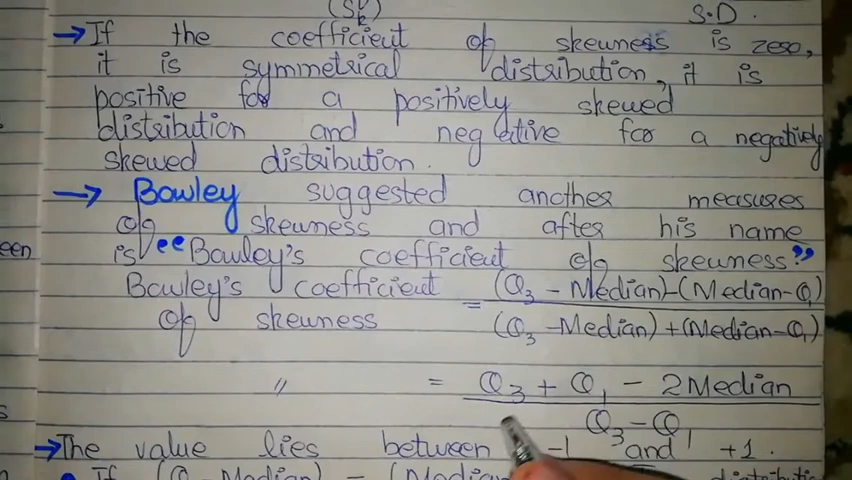 (Sk)
S.D.
→ If the coefficient of skewness is zero,
it is symmetrical distribution, it is
positive for a positively skewed
distribution and negative for a negatively
skewed distribution.
→ Bowley suggested another measures
of skewness and after his name
is "Bowley's coefficient of skewness"
Bowley's coefficient of skewness = (Q3 - Median)-(Median-Q1)
(Q3 -Median)+(Median-Q1)
〃 = Q3 + Q1 - 2Median
Q3-Q1
→ The value lies between -1 and +1.
een
s